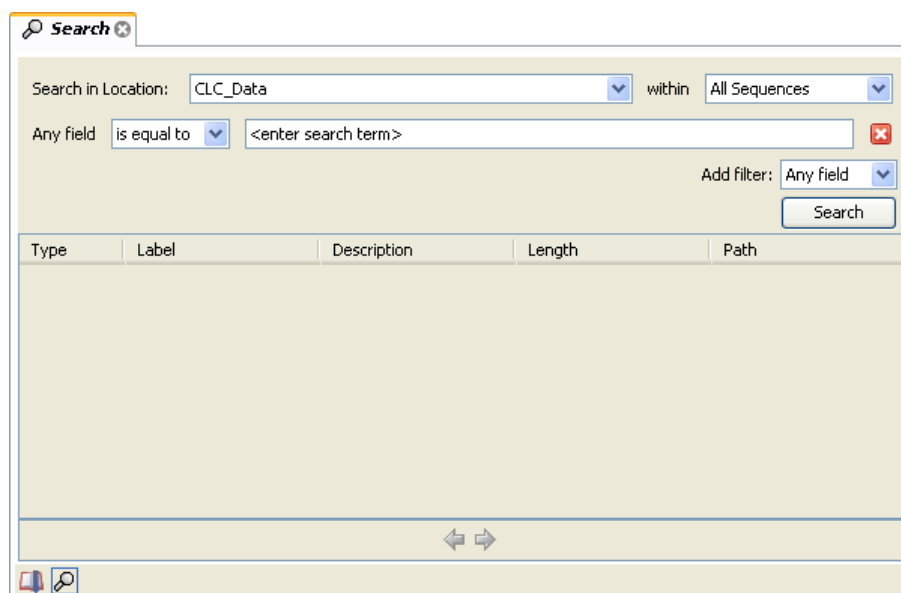 Search
Search in Location: CLC_Data within All Sequences
Any field is equal to <enter search term>
Add filter: Any field
Search
Type Label Description Length Path